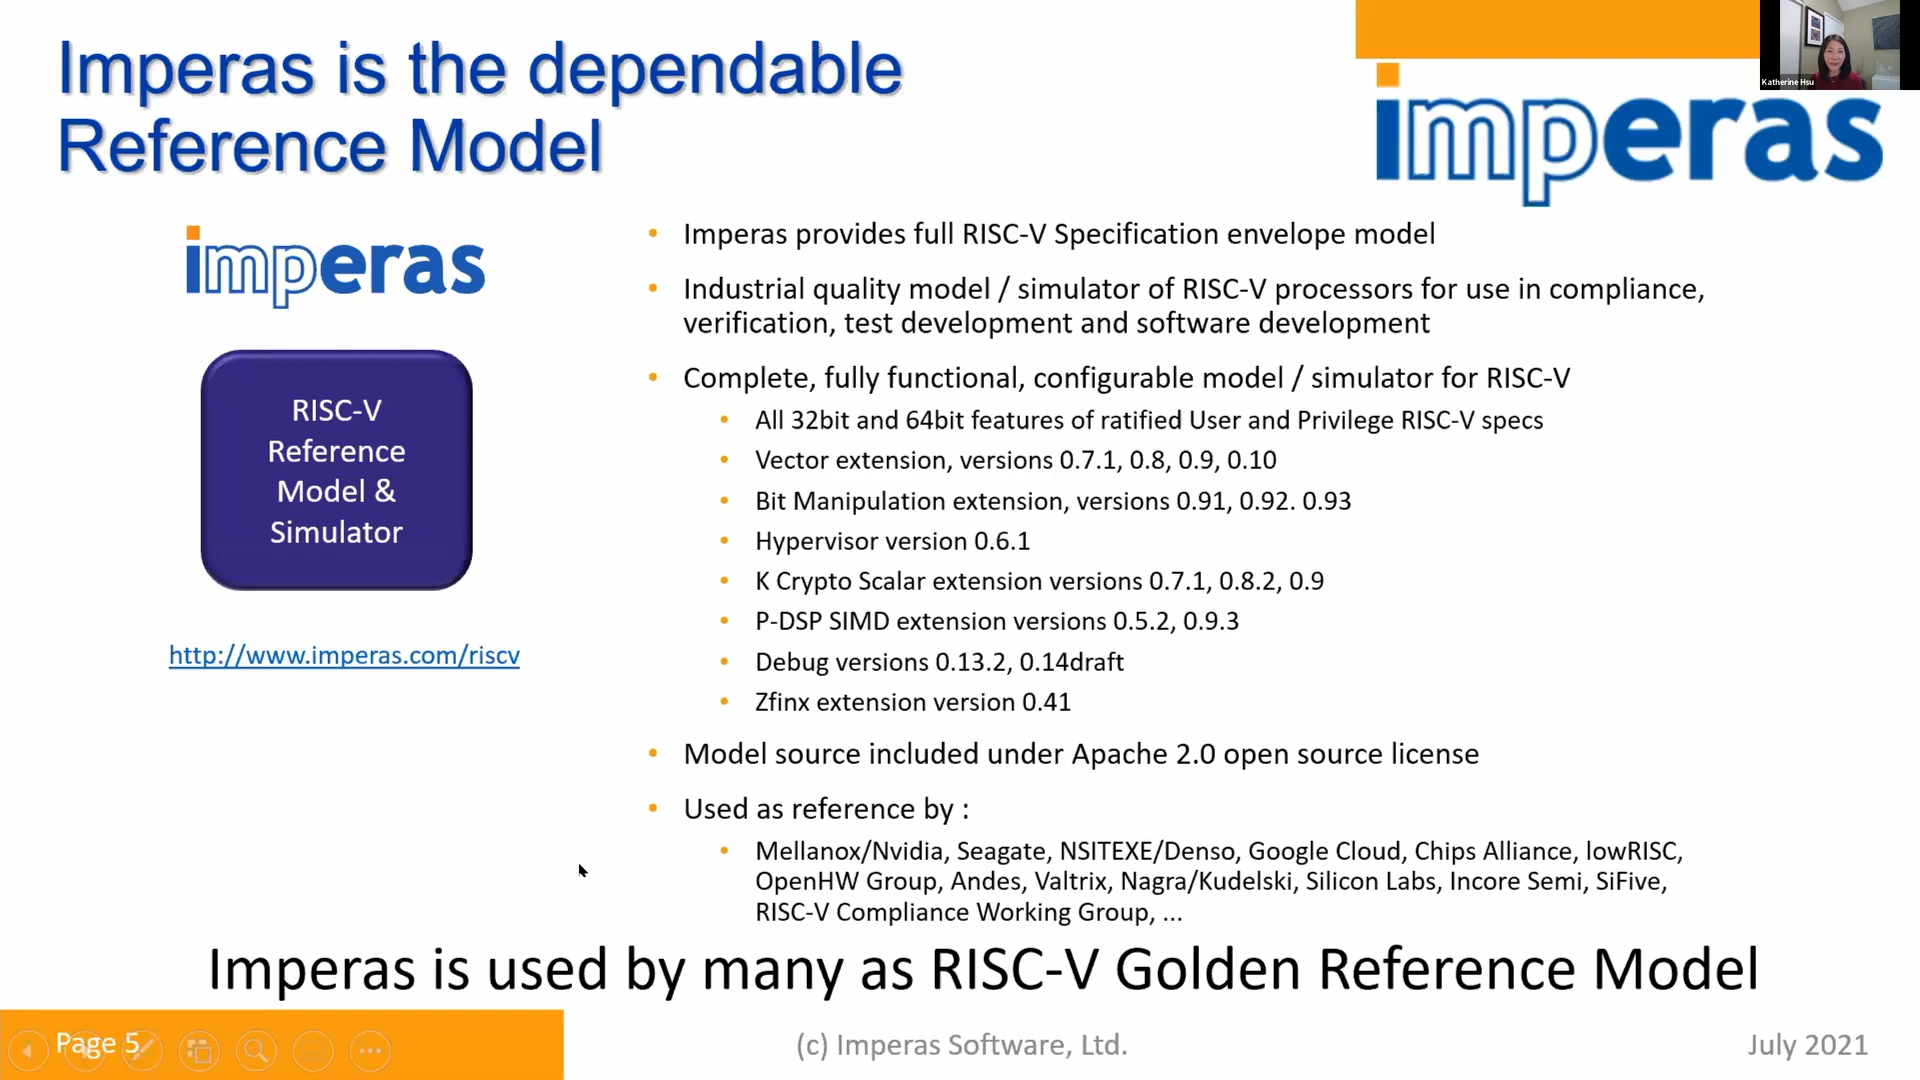 Imperas is the dependable
Reference Model
imperas
Katherine Hsu
imperas
RISC-V
Reference
Model &
Simulator
http://www.imperas.com/riscv
• Imperas provides full RISC-V Specification envelope model
• Industrial quality model / simulator of RISC-V processors for use in compliance,
verification, test development and software development
• Complete, fully functional, configurable model / simulator for RISC-V
• All 32bit and 64bit features of ratified User and Privilege RISC-V specs
• Vector extension, versions 0.7.1, 0.8, 0.9, 0.10
• Bit Manipulation extension, versions 0.91, 0.92. 0.93
• Hypervisor version 0.6.1
• K Crypto Scalar extension versions 0.7.1, 0.8.2, 0.9
• P-DSP SIMD extension versions 0.5.2, 0.9.3
• Debug versions 0.13.2, 0.14draft
• Zfinx extension version 0.41
• Model source included under Apache 2.0 open source license
• Used as reference by :
• Mellanox/Nvidia, Seagate, NSITEXE/Denso, Google Cloud, Chips Alliance, lowRISC,
OpenHW Group, Andes, Valtrix, Nagra/Kudelski, Silicon Labs, Incore Semi, SiFive,
RISC-V Compliance Working Group, ...
Imperas is used by many as RISC-V Golden Reference Model
Page 5
(c) Imperas Software, Ltd.
July 2021